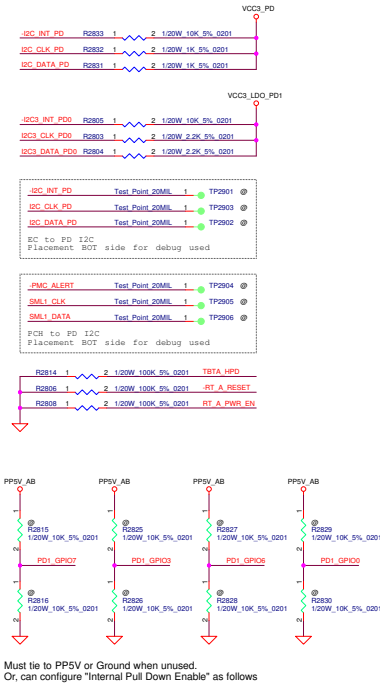 VCC3_PD
-I2C_INT_PD R2833 1 2 1/20W_10K_5%_0201
I2C_CLK_PD R2832 1 2 1/20W_1K_5%_0201
I2C_DATA_PD R2831 1 2 1/20W_1K_5%_0201
VCC3_LDO_PD1
-I2C3_INT_PD0 R2805 1 2 1/20W_10K_5%_0201
I2C3_CLK_PD0 R2803 1 2 1/20W_2.2K_5%_0201
I2C3_DATA_PD0 R2804 1 2 1/20W_2.2K_5%_0201
-I2C_INT_PD Test_Point_20MIL 1 TP2901 @
I2C_CLK_PD Test_Point_20MIL 1 TP2903 @
I2C_DATA_PD Test_Point_20MIL 1 TP2902 @
EC to PD I2C
Placement BOT side for debug used
-PMC_ALERT Test_Point_20MIL 1 TP2904 @
SML1_CLK Test_Point_20MIL 1 TP2905 @
SML1_DATA Test_Point_20MIL 1 TP2906 @
PCH to PD I2C
Placement BOT side for debug used
R2814 1 2 1/20W_100K_5%_0201 TBTA_HPD
R2806 1 2 1/20W_100K_5%_0201 -RT_A_RESET
R2808 1 2 1/20W_100K_5%_0201 RT_A_PWR_EN
PP5V_AB PP5V_AB PP5V_AB PP5V_AB
1 1 1 1
@ @ @ @
R2815 R2825 R2827 R2829
1/20W_10K_5%_0201 1/20W_10K_5%_0201 1/20W_10K_5%_0201 1/20W_10K_5%_0201
2 2 2 2
PD1_GPIO7 PD1_GPIO3 PD1_GPIO6 PD1_GPIO0
1 1 1 1
@ @ @ @
R2816 R2826 R2828 R2830
1/20W_10K_5%_0201 1/20W_10K_5%_0201 1/20W_10K_5%_0201 1/20W_10K_5%_0201
2 2 2 2
Must tie to PP5V or Ground when unused.
Or, can configure "Internal Pull Down Enable" as follows